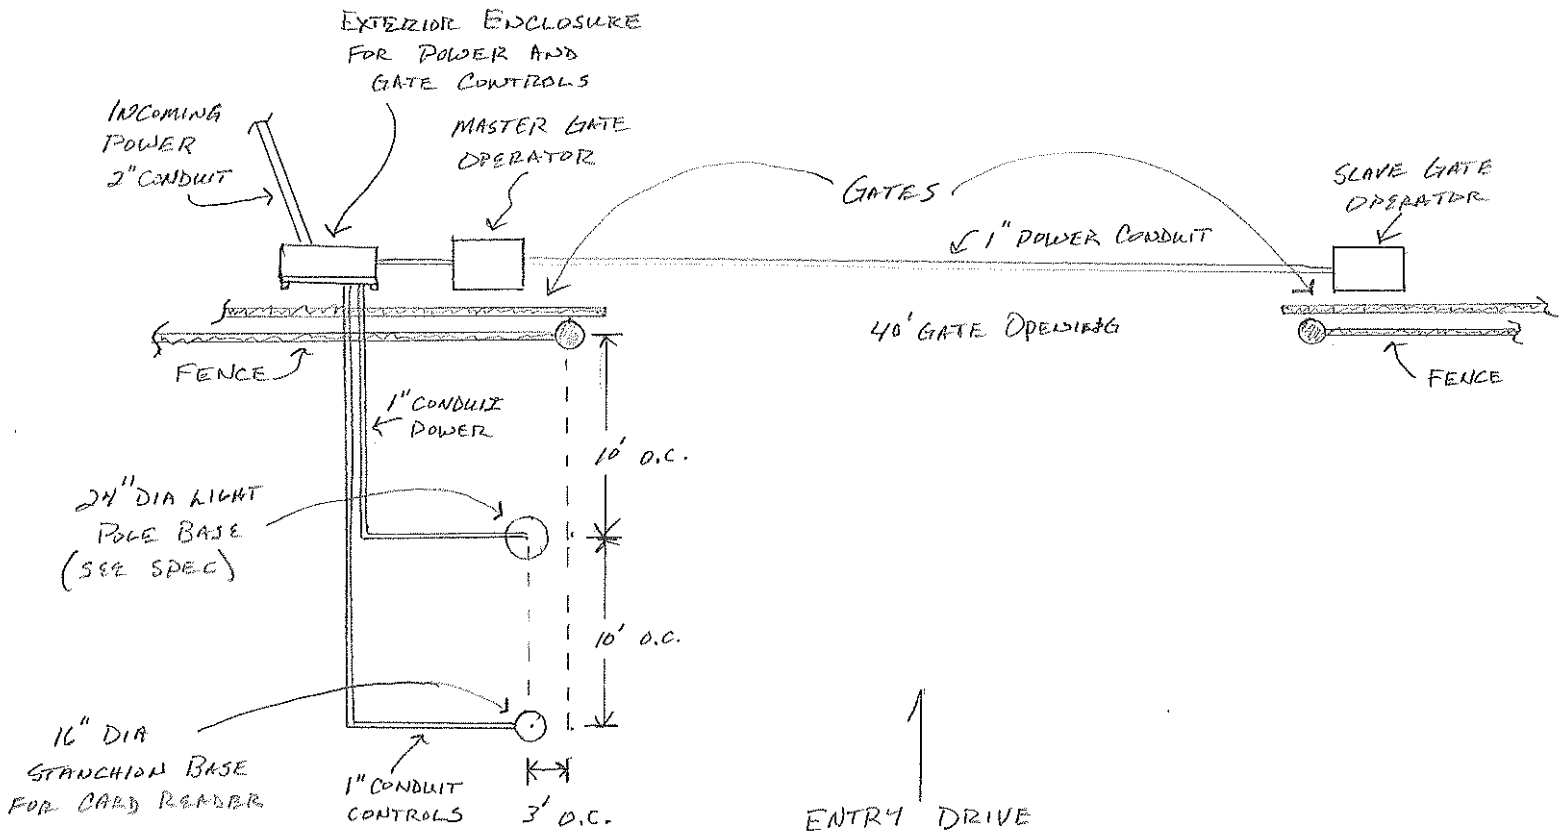 EXTERIOR ENCLOSURE
FOR POWER AND
GATE CONTROLS
INCOMING
POWER
2" CONDUIT
MASTER GATE
OPERATOR
GATES
SLAVE GATE
OPERATOR
1" POWER CONDUIT
40' GATE OPENING
FENCE
FENCE
1" CONDUIT
POWER
10' O.C.
24" DIA LIGHT
POLE BASE
(SEE SPEC)
10' O.C.
16" DIA
STANCHION BASE
FOR CARD READER
1" CONDUIT
CONTROLS
3' O.C.
ENTRY DRIVE